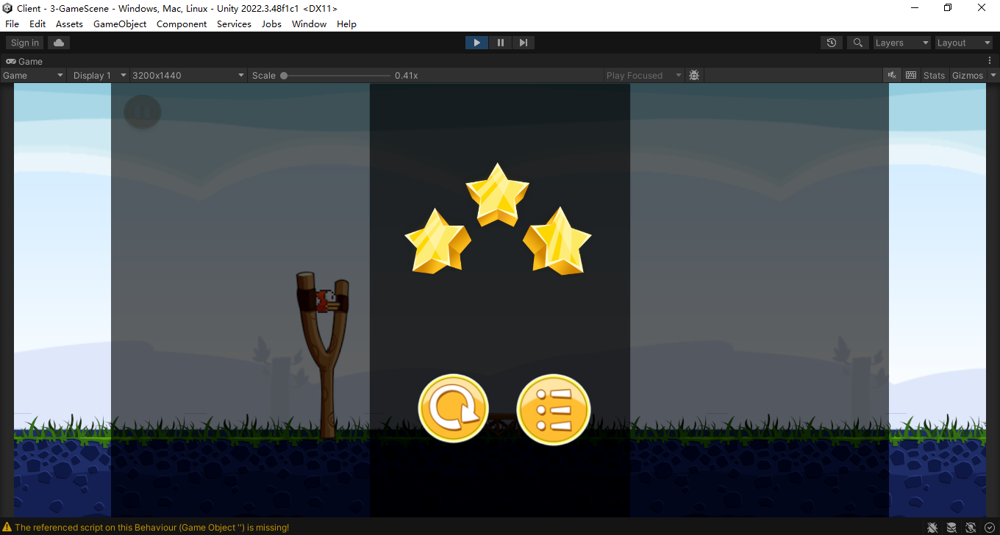 Client - 3-GameScene - Windows, Mac, Linux - Unity 2022.3.48f1c1 <DX11>
File Edit Assets GameObject Component Services Jobs Window Help
Sign in Layers Layout
Game
Game Display 1 3200x1440 Scale 0.41x Play Focused Stats Gizmos
The referenced script on this Behaviour (Game Object '') is missing!